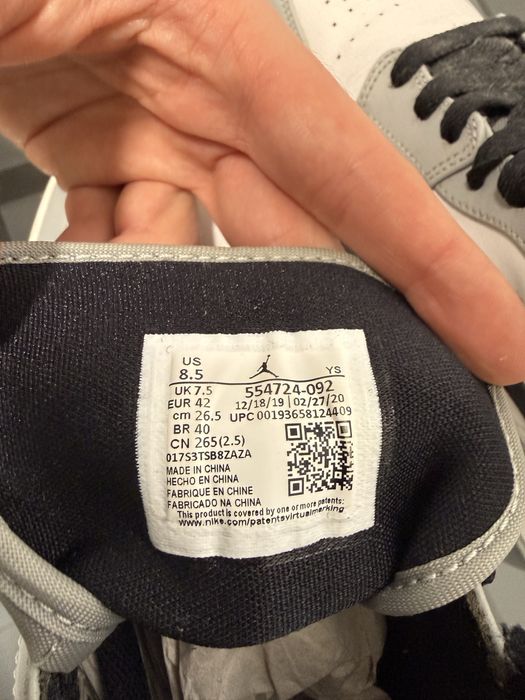 US
8.5 YS
UK 7.5 554724-092
EUR 42 12/18/19 | 02/27/20
cm 26.5 UPC 00193658124409
BR 40
CN 265(2.5)
017S3TSB8ZAZA
MADE IN CHINA
HECHO EN CHINA
FABRIQUE EN CHINE
FABRICADO NA CHINA
This product is covered by one or more patents:
www.nike.com/patentsvirtualmarking